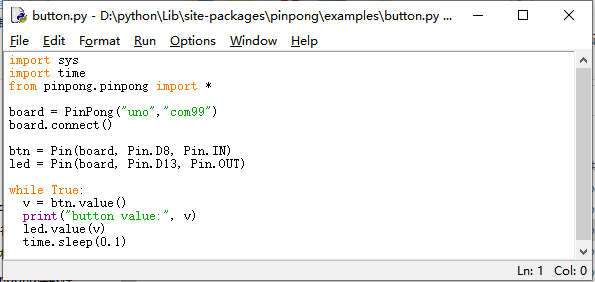 button.py - D:\python\Lib\site-packages\pinpong\examples\button.py ...
File Edit Format Run Options Window Help
import sys
import time
from pinpong.pinpong import *
board = PinPong("uno","com99")
board.connect()
btn = Pin(board, Pin.D8, Pin.IN)
led = Pin(board, Pin.D13, Pin.OUT)
while True:
  v = btn.value()
  print("button value:", v)
  led.value(v)
  time.sleep(0.1)
Ln: 1 Col: 0